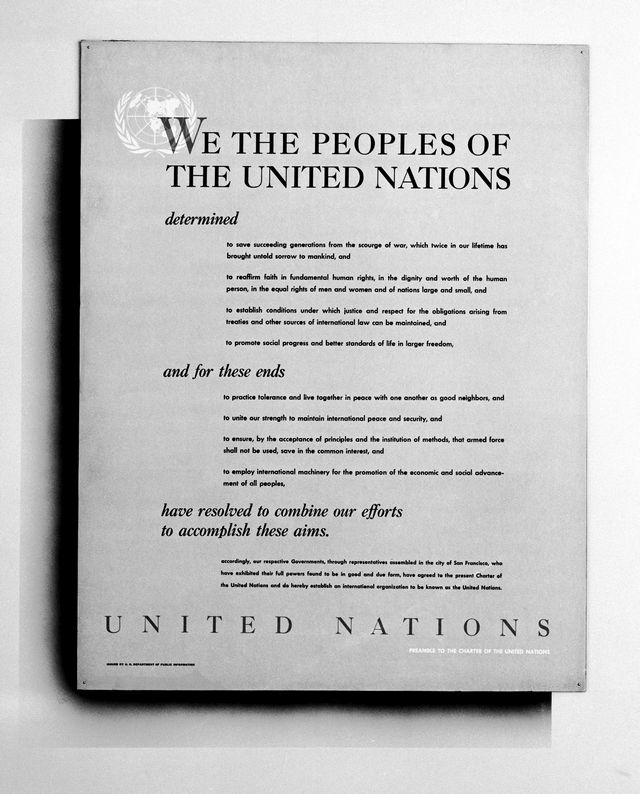 WE THE PEOPLES OF
THE UNITED NATIONS
determined
to save succeeding generations from the scourge of war, which twice in our lifetime has
brought untold sorrow to mankind, and
to reaffirm faith in fundamental human rights, in the dignity and worth of the human
person, in the equal rights of men and women and of nations large and small, and
to establish conditions under which justice and respect for the obligations arising from
treaties and other sources of international law can be maintained, and
to promote social progress and better standards of life in larger freedom,
and for these ends
to practice tolerance and live together in peace with one another as good neighbors, and
to unite our strength to maintain international peace and security, and
to ensure, by the acceptance of principles and the institution of methods, that armed force
shall not be used, save in the common interest, and
to employ international machinery for the promotion of the economic and social advance-
ment of all peoples,
have resolved to combine our efforts
to accomplish these aims.
accordingly, our respective Governments, through representatives assembled in the city of San Francisco, who
have exhibited their full powers found to be in good and due form, have agreed to the present Charter of
the United Nations and do hereby establish an international organization to be known as the United Nations.
UNITED NATIONS
PREAMBLE TO THE CHARTER OF THE UNITED NATIONS
ISSUED BY U. N. DEPARTMENT OF PUBLIC INFORMATION